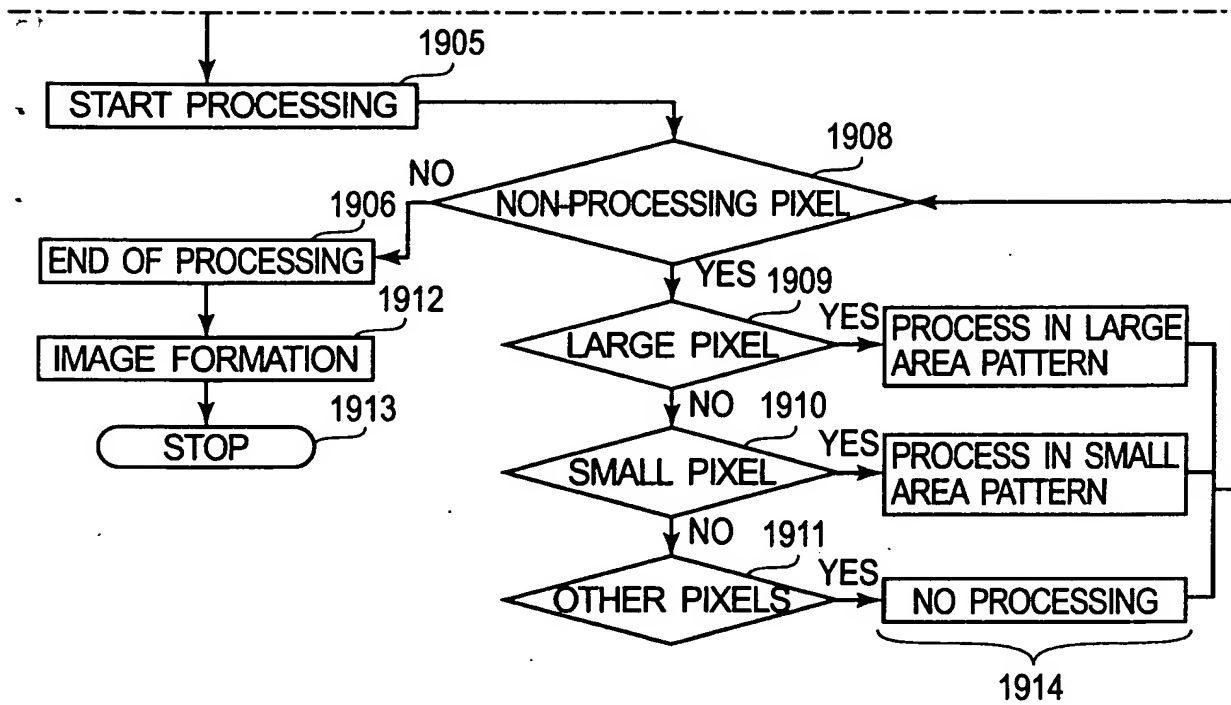 1905
START PROCESSING
1908
NO
NON-PROCESSING PIXEL
1906
END OF PROCESSING
YES
1909
1912
LARGE PIXEL
YES
PROCESS IN LARGE
AREA PATTERN
IMAGE FORMATION
NO
1910
1913
STOP
SMALL PIXEL
YES
PROCESS IN SMALL
AREA PATTERN
NO
1911
OTHER PIXELS
YES
NO PROCESSING
1914